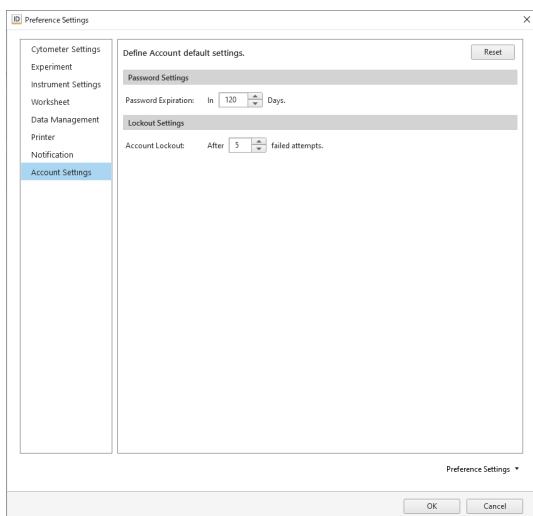 ID Preference Settings
Cytometer Settings
Experiment
Instrument Settings
Worksheet
Data Management
Printer
Notification
Account Settings
Define Account default settings. Reset
Password Settings
Password Expiration: In 120 Days.
Lockout Settings
Account Lockout: After 5 failed attempts.
Preference Settings
OK Cancel